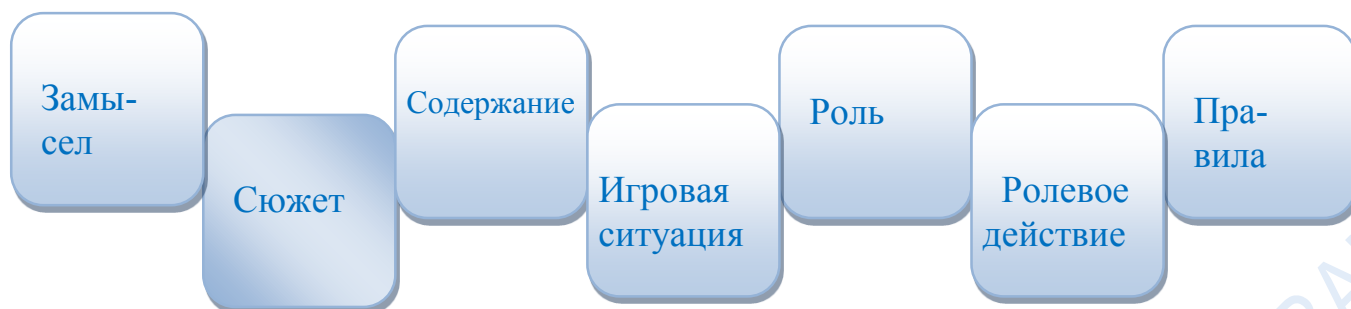 Замы-
сел
Сюжет
Содержание
Игровая
ситуация
Роль
Ролевое
действие
Пра-
вила